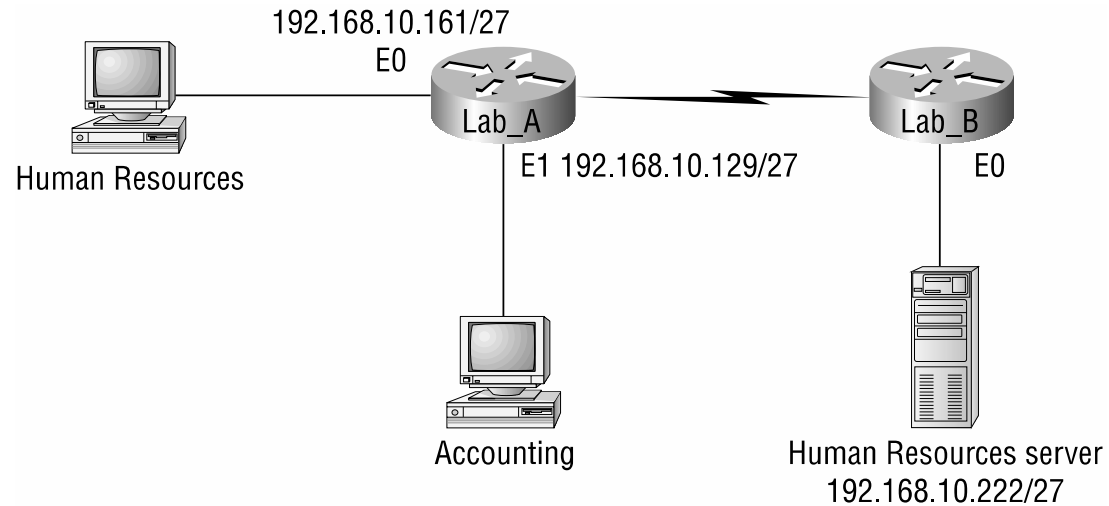 192.168.10.161/27
E0
Lab_A
Lab_B
Human Resources
E1 192.168.10.129/27
E0
Accounting
Human Resources server
192.168.10.222/27